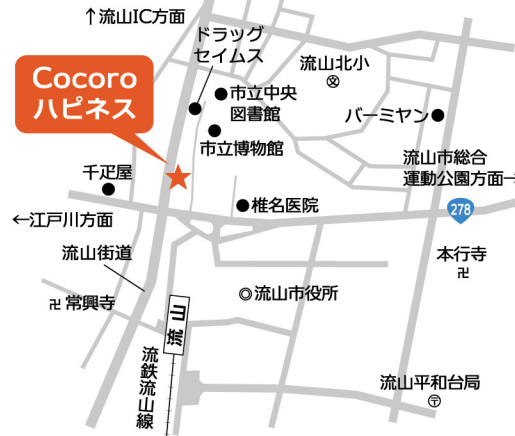 ↑流山IC方面
ドラッグ
セイムス
流山北小
Cocoro
ハピネス
市立中央
図書館
バーミヤン
市立博物館
流山市総合
運動公園方面→
千疋屋
椎名医院
278
←江戸川方面
流山街道
本行寺
卍
流山市役所
卍 常興寺
流山
流鉄流山線
流山平和台局
〒